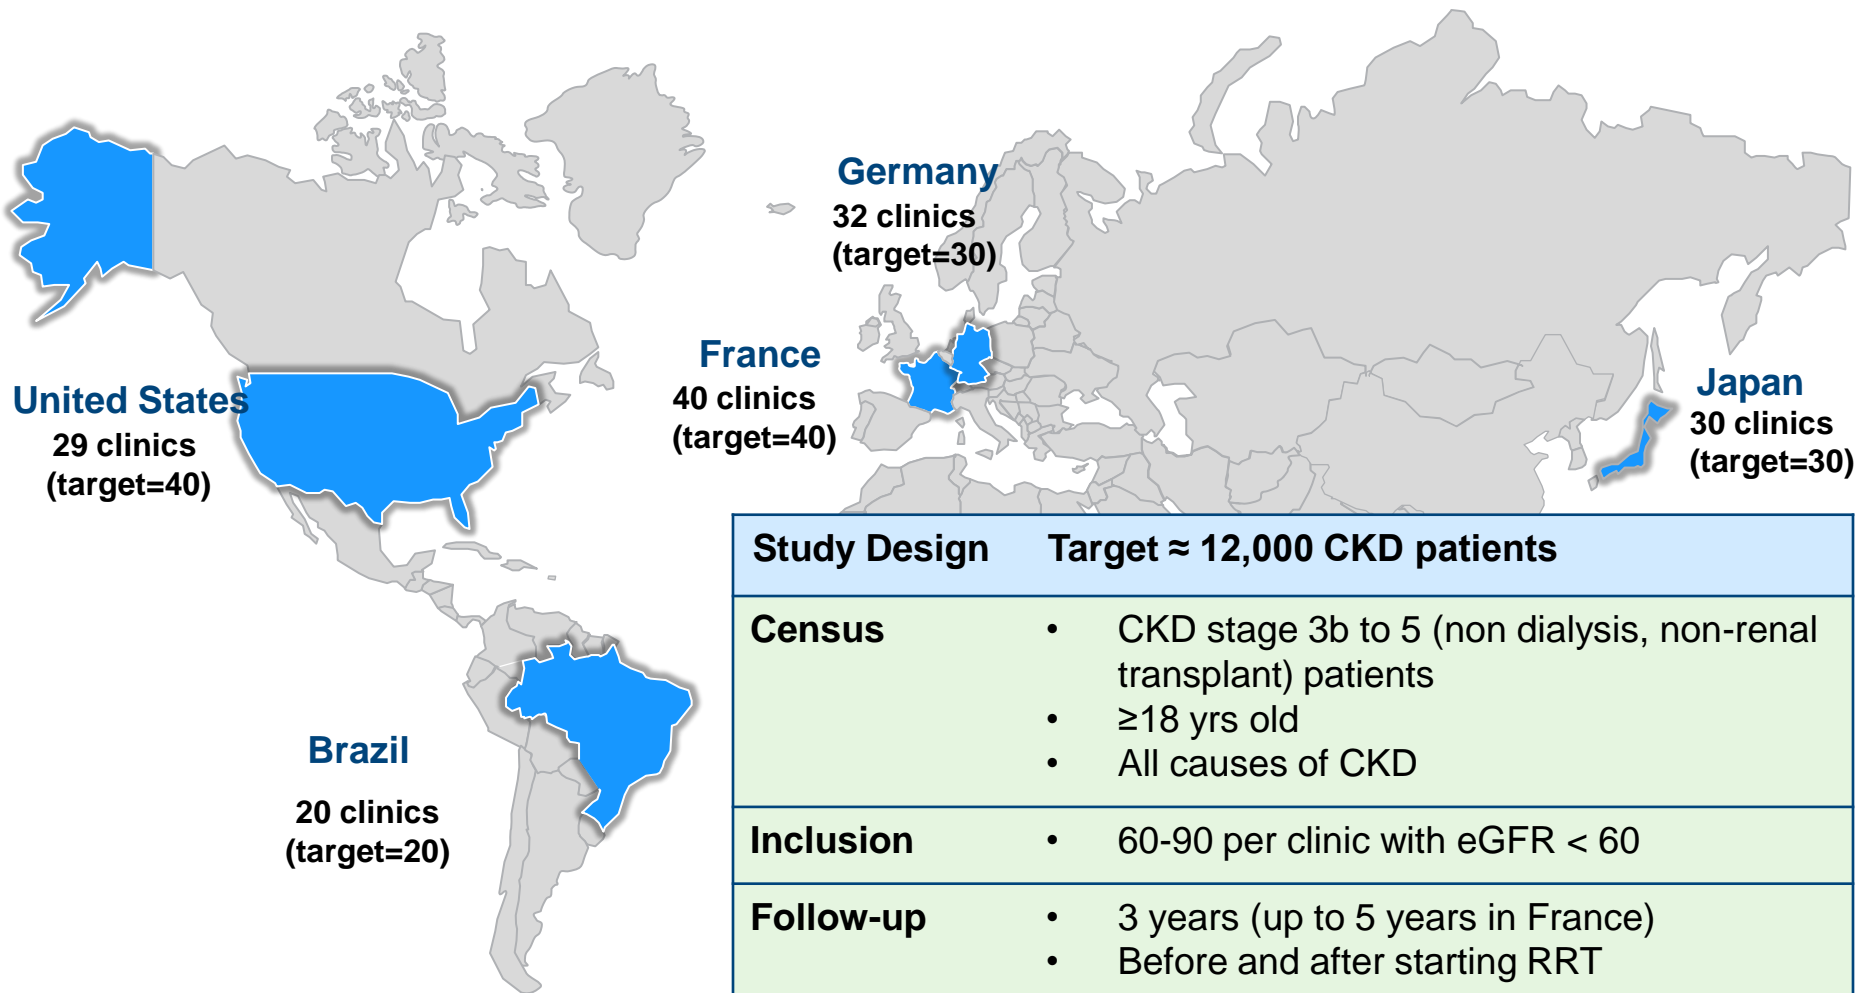 Germany
32 clinics
(target=30)
France
40 clinics
(target=40)
United States
29 clinics
(target=40)
Japan
30 clinics
(target=30)
Brazil
20 clinics
(target=20)
Study Design Target ≈ 12,000 CKD patients
Census • CKD stage 3b to 5 (non dialysis, non-renal
transplant) patients
• ≥18 yrs old
• All causes of CKD
Inclusion • 60-90 per clinic with eGFR < 60
Follow-up • 3 years (up to 5 years in France)
• Before and after starting RRT